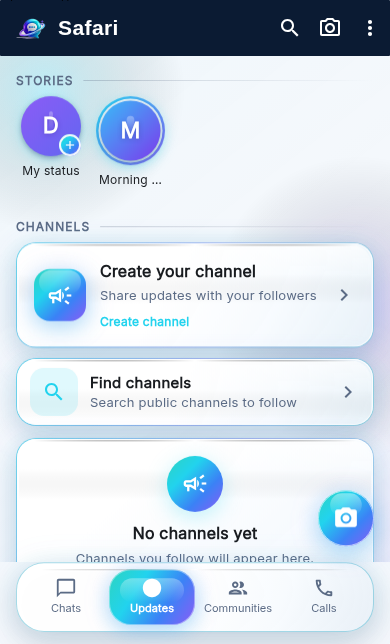 Safari
STORIES
D
M
My status
Morning ...
CHANNELS
Create your channel
Share updates with your followers
Create channel
Find channels
Search public channels to follow
No channels yet
Channels you follow will appear here.
Chats
Updates
Communities
Calls